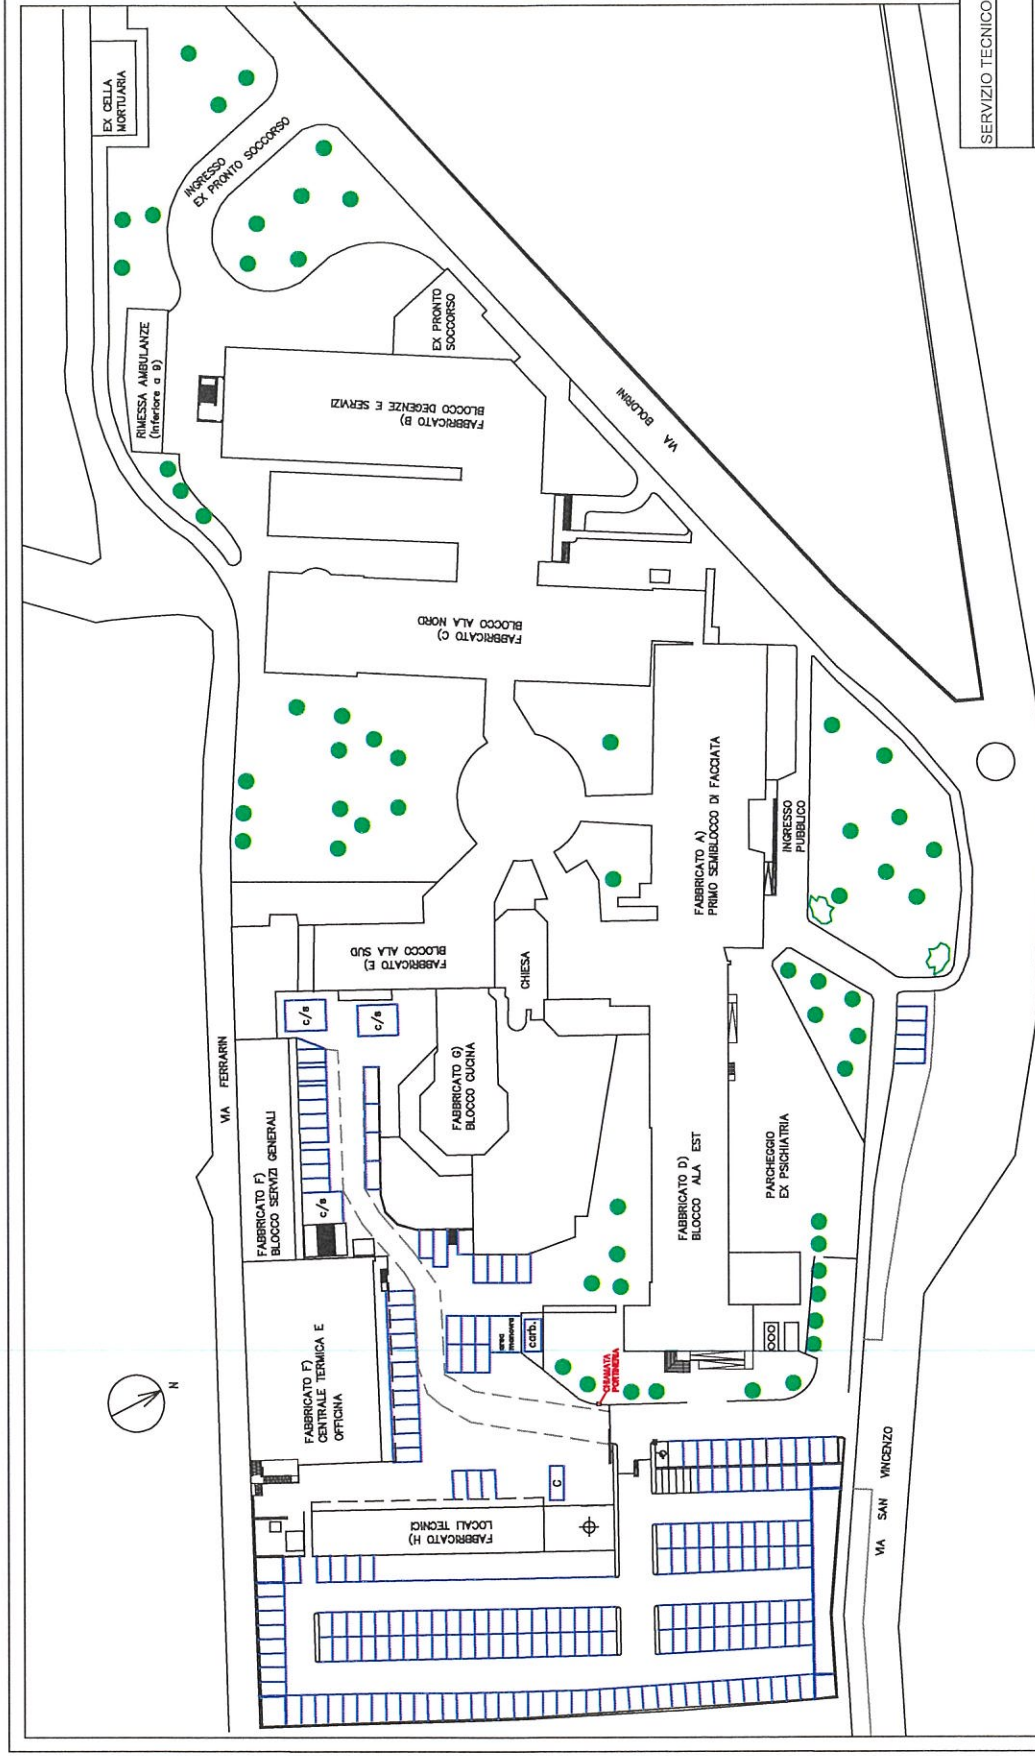 SERVIZIO TECNICO
EX CELLA
MORTUARIA
INGRESSO
EX PRONTO SOCCORSO
RIMESSA AMBULANZE
(Inferiore a 9)
EX PRONTO
SOCCORSO
FABBRICATO B)
BLOCCO DEGENZE E SERVIZI
VIA BOLDRINI
FABBRICATO C)
BLOCCO ALA NORD
FABBRICATO A)
PRIMO SEMIBLOCCO DI FACCIATA
INGRESSO
PUBBLICO
FABBRICATO E)
BLOCCO ALA SUD
CHIESA
VIA FERRARIN
c/s
c/s
FABBRICATO G)
BLOCCO CUCINA
FABBRICATO F)
BLOCCO SERVIZI GENERALI
c/s
FABBRICATO D)
BLOCCO ALA EST
PARCHEGGIO
EX PSICHIATRIA
FABBRICATO F)
CENTRALE TERMICA E
OFFICINA
area
manovra
carb.
CHIAMATA
PORTINERIA
N
C
FABBRICATO H)
LOCALI TECNICI
VIA SAN VINCENZO